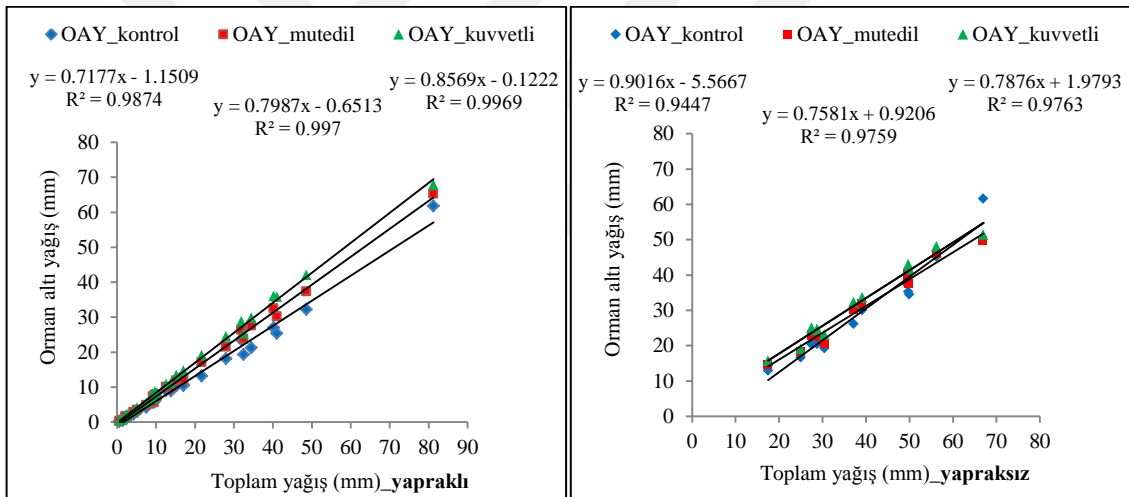 OAY_kontrol OAY_mutedil OAY_kuvvetli
y = 0.7177x - 1.1509
R² = 0.9874
y = 0.7987x - 0.6513
R² = 0.997
y = 0.8569x - 0.1222
R² = 0.9969
Orman altı yağış (mm)
80
70
60
50
40
30
20
10
0
0 10 20 30 40 50 60 70 80 90
Toplam yağış (mm)_yapraklı
OAY_kontrol OAY_mutedil OAY_kuvvetli
y = 0.9016x - 5.5667
R² = 0.9447
y = 0.7581x + 0.9206
R² = 0.9759
y = 0.7876x + 1.9793
R² = 0.9763
Orman altı yağış (mm)
80
70
60
50
40
30
20
10
0
0 10 20 30 40 50 60 70 80
Toplam yağış (mm)_yapraksız